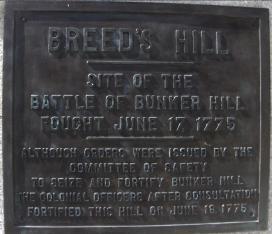 BREED'S HILL
SITE OF THE
BATTLE OF BUNKER HILL
FOUGHT JUNE 17, 1775
ALTHOUGH ORDERS WERE ISSUED BY THE
COMMITTEE OF SAFETY
TO SEIZE AND FORTIFY BUNKER HILL
THE COLONIAL OFFICERS AFTER CONSULTATION
FORTIFIED THIS HILL ON JUNE 16, 1775